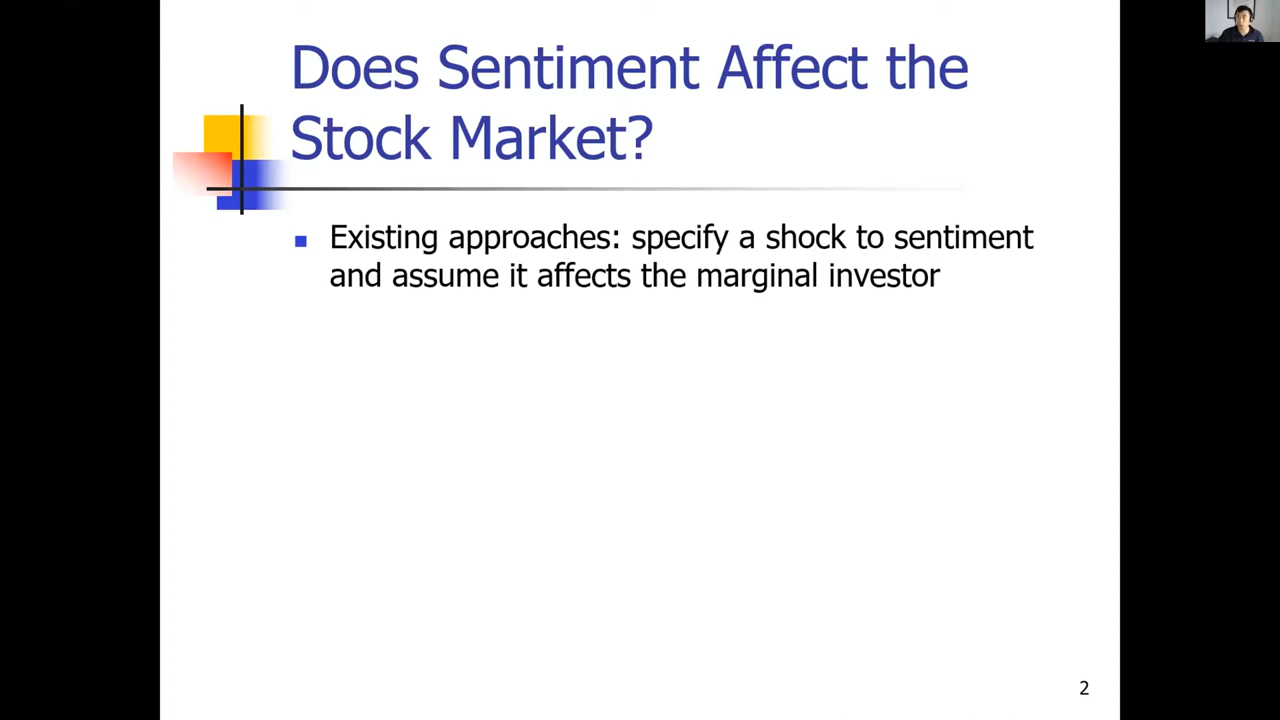 Does Sentiment Affect the
Stock Market?
Existing approaches: specify a shock to sentiment
and assume it affects the marginal investor
2